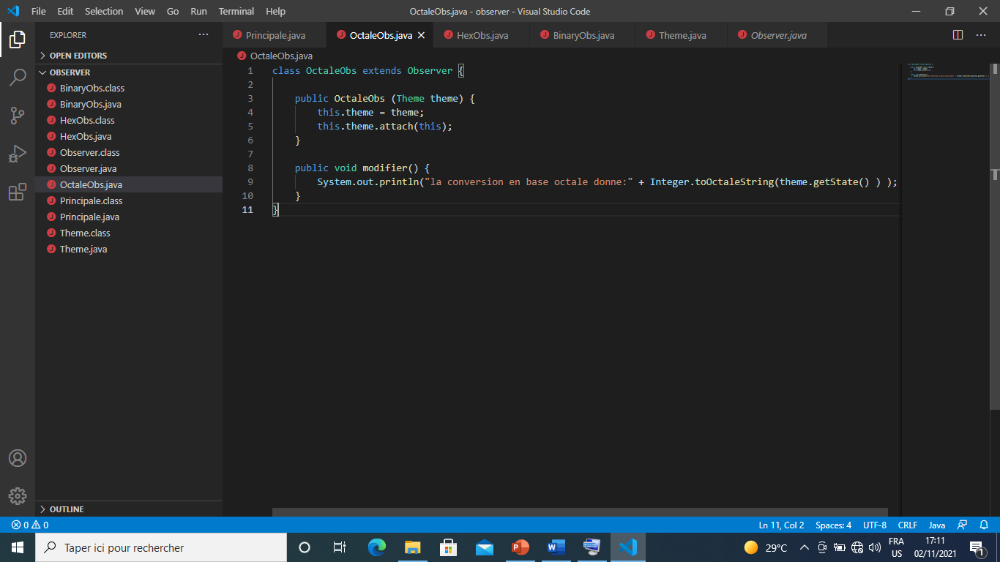 File Edit Selection View Go Run Terminal Help OctaleObs.java - observer - Visual Studio Code
EXPLORER
Principale.java OctaleObs.java HexObs.java BinaryObs.java Theme.java Observer.java
OPEN EDITORS
OBSERVER
BinaryObs.class
BinaryObs.java
HexObs.class
HexObs.java
Observer.class
Observer.java
OctaleObs.java
Principale.class
Principale.java
Theme.class
Theme.java
OUTLINE
OctaleObs.java
1 class OctaleObs extends Observer {
2
3 public OctaleObs (Theme theme) {
4 this.theme = theme;
5 this.theme.attach(this);
6 }
7
8 public void modifier() {
9 System.out.println("la conversion en base octale donne:" + Integer.toOctaleString(theme.getState() ) );
10 }
11 }
0 0 Ln 11, Col 2 Spaces: 4 UTF-8 CRLF Java
Taper ici pour rechercher
29°C
FRA
US
17:11
02/11/2021
1